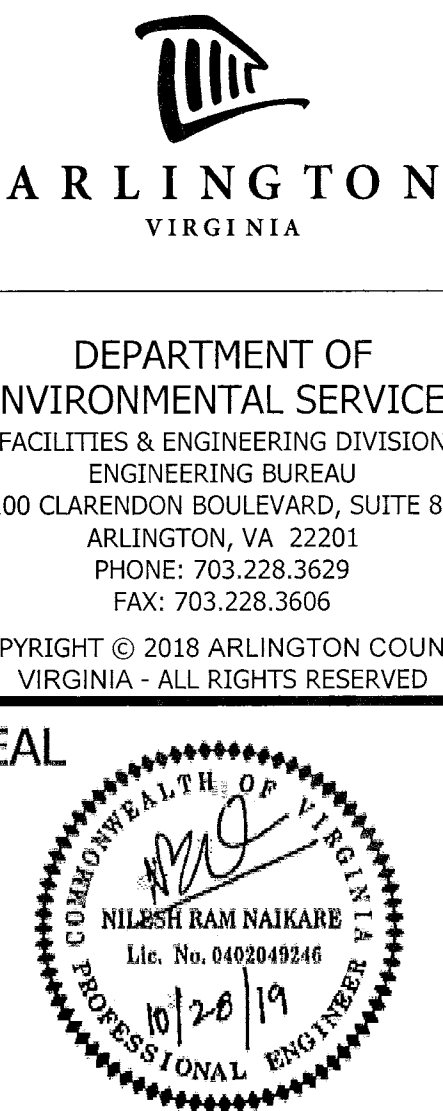 ARLINGTON
VIRGINIA
DEPARTMENT OF
NVIRONMENTAL SERVICE
FACILITIES & ENGINEERING DIVISION
ENGINEERING BUREAU
00 CLARENDON BOULEVARD, SUITE 8
ARLINGTON, VA 22201
PHONE: 703.228.3629
FAX: 703.228.3606
PYRIGHT © 2018 ARLINGTON COUN
VIRGINIA - ALL RIGHTS RESERVED
EAL
COMMONWEALTH OF VIRGINIA
NILESH RAM NAIKARE
Lic. No. 0402049246
10/28/19
PROFESSIONAL ENGINEER